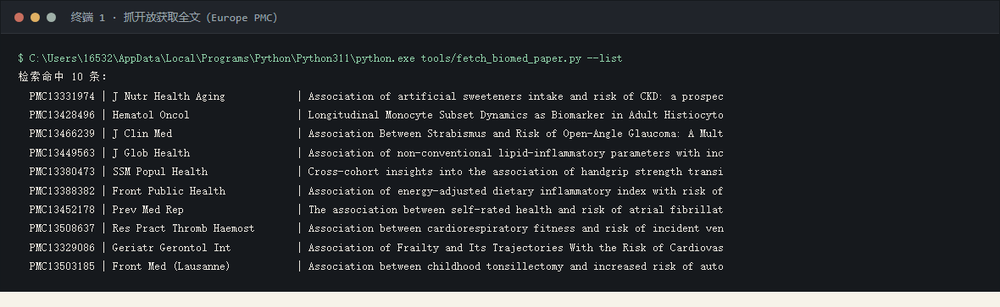 终端 1 · 抓开放获取全文 (Europe PMC)
$ C:\Users\16532\AppData\Local\Programs\Python\Python311\python.exe tools/fetch_biomed_paper.py --list
检索命中 10 条:
PMC13331974 | J Nutr Health Aging | Association of artificial sweeteners intake and risk of CKD: a prospec
PMC13428496 | Hematol Oncol | Longitudinal Monocyte Subset Dynamics as Biomarker in Adult Histiocyto
PMC13466239 | J Clin Med | Association Between Strabismus and Risk of Open-Angle Glaucoma: A Mult
PMC13449563 | J Glob Health | Association of non-conventional lipid-inflammatory parameters with inc
PMC13380473 | SSM Popul Health | Cross-cohort insights into the association of handgrip strength transi
PMC13388382 | Front Public Health | Association of energy-adjusted dietary inflammatory index with risk of
PMC13452178 | Prev Med Rep | The association between self-rated health and risk of atrial fibrillat
PMC13508637 | Res Pract Thromb Haemost | Association between cardiorespiratory fitness and risk of incident ven
PMC13329086 | Geriatr Gerontol Int | Association of Frailty and Its Trajectories With the Risk of Cardiovas
PMC13503185 | Front Med (Lausanne) | Association between childhood tonsillectomy and increased risk of auto